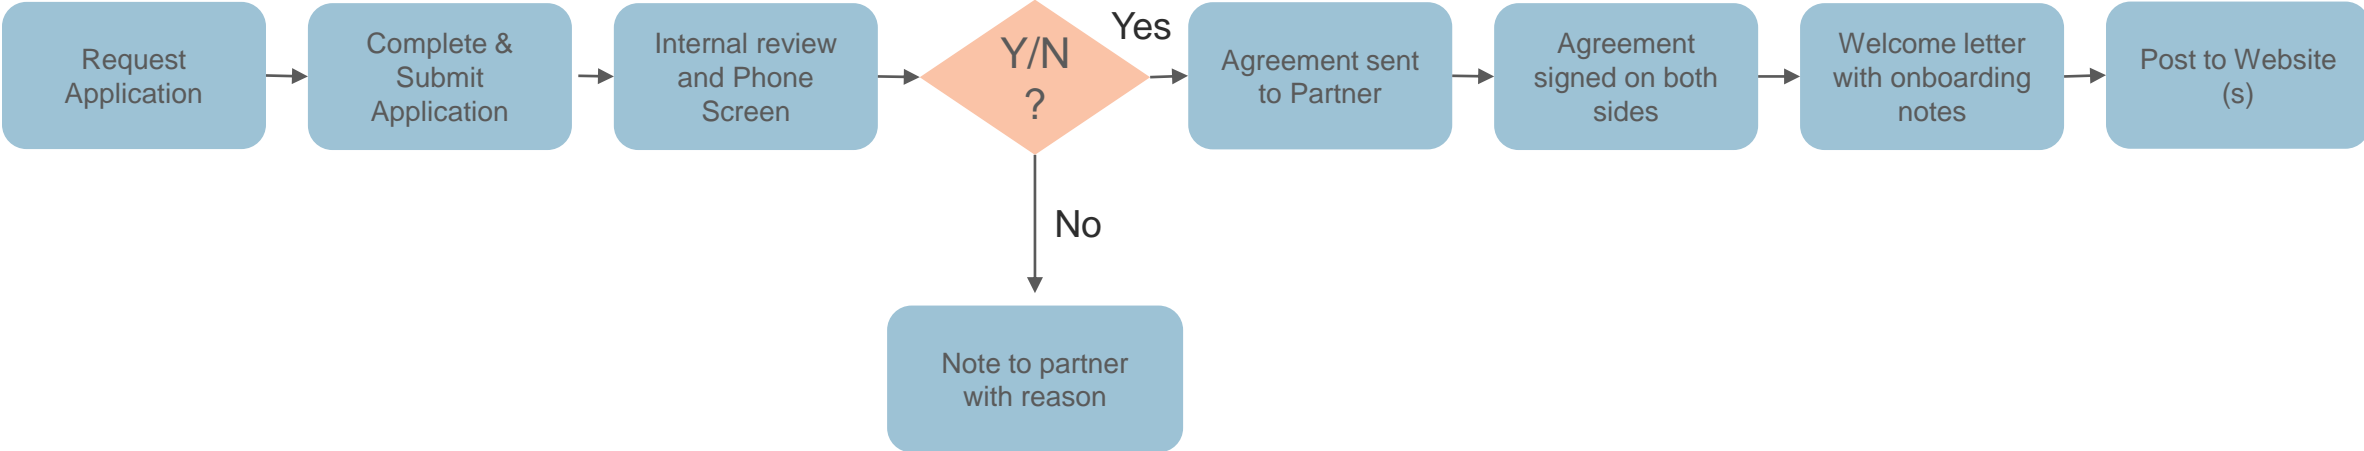 Request
Application
Complete &
Submit
Application
Internal review
and Phone
Screen
Y/N
?
Yes
Agreement sent
to Partner
Agreement
signed on both
sides
Welcome letter
with onboarding
notes
Post to Website
(s)
No
Note to partner
with reason